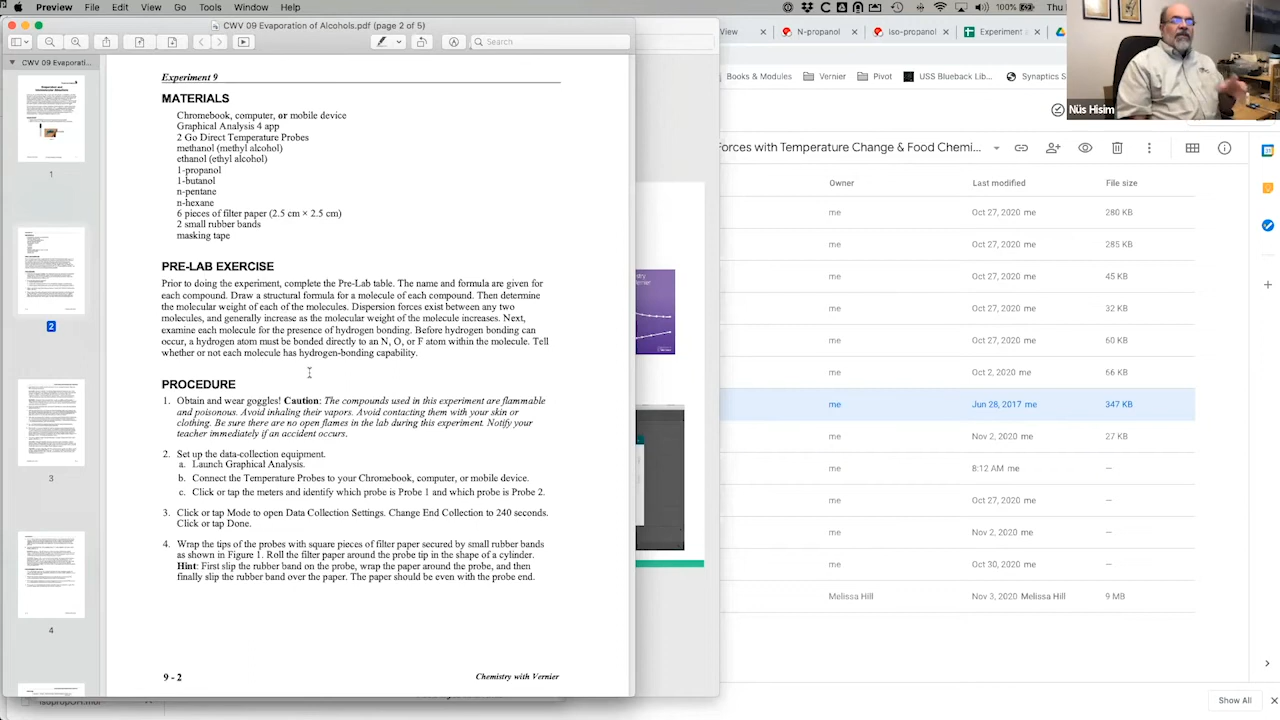 Preview File Edit View Go Tools Window Help
100% Thu
CWV 09 Evaporation of Alcohols.pdf (page 2 of 5)
Search
CWV 09 Evaporati...
1
2
3
4
Experiment 9
MATERIALS
Chromebook, computer, or mobile device
Graphical Analysis 4 app
2 Go Direct Temperature Probes
methanol (methyl alcohol)
ethanol (ethyl alcohol)
1-propanol
1-butanol
n-pentane
n-hexane
6 pieces of filter paper (2.5 cm × 2.5 cm)
2 small rubber bands
masking tape
PRE-LAB EXERCISE
Prior to doing the experiment, complete the Pre-Lab table. The name and formula are given for
each compound. Draw a structural formula for a molecule of each compound. Then determine
the molecular weight of each of the molecules. Dispersion forces exist between any two
molecules, and generally increase as the molecular weight of the molecule increases. Next,
examine each molecule for the presence of hydrogen bonding. Before hydrogen bonding can
occur, a hydrogen atom must be bonded directly to an N, O, or F atom within the molecule. Tell
whether or not each molecule has hydrogen-bonding capability.
PROCEDURE
1. Obtain and wear goggles! Caution: The compounds used in this experiment are flammable
and poisonous. Avoid inhaling their vapors. Avoid contacting them with your skin or
clothing. Be sure there are no open flames in the lab during this experiment. Notify your
teacher immediately if an accident occurs.
2. Set up the data-collection equipment.
a. Launch Graphical Analysis.
b. Connect the Temperature Probes to your Chromebook, computer, or mobile device.
c. Click or tap the meters and identify which probe is Probe 1 and which probe is Probe 2.
3. Click or tap Mode to open Data Collection Settings. Change End Collection to 240 seconds.
Click or tap Done.
4. Wrap the tips of the probes with square pieces of filter paper secured by small rubber bands
as shown in Figure 1. Roll the filter paper around the probe tip in the shape of a cylinder.
Hint: First slip the rubber band on the probe, wrap the paper around the probe, and then
finally slip the rubber band over the paper. The paper should be even with the probe end.
9 - 2
Chemistry with Vernier
View N-propanol Iso-propanol Experiment
Books & Modules Vernier Pivot USS Blueback Lib... Synaptics
Nüs Hisim
Forces with Temperature Change & Food Chemi...
Owner Last modified File size
me Oct 27, 2020 me 280 KB
me Oct 27, 2020 me 285 KB
me Oct 27, 2020 me 45 KB
me Oct 27, 2020 me 32 KB
me Oct 27, 2020 me 60 KB
me Oct 2, 2020 me 66 KB
me Jun 28, 2017 me 347 KB
me Nov 2, 2020 me 27 KB
me 8:12 AM me —
me Oct 27, 2020 me —
me Nov 2, 2020 me —
me Oct 30, 2020 me —
Melissa Hill Nov 3, 2020 Melissa Hill 9 MB
Show All